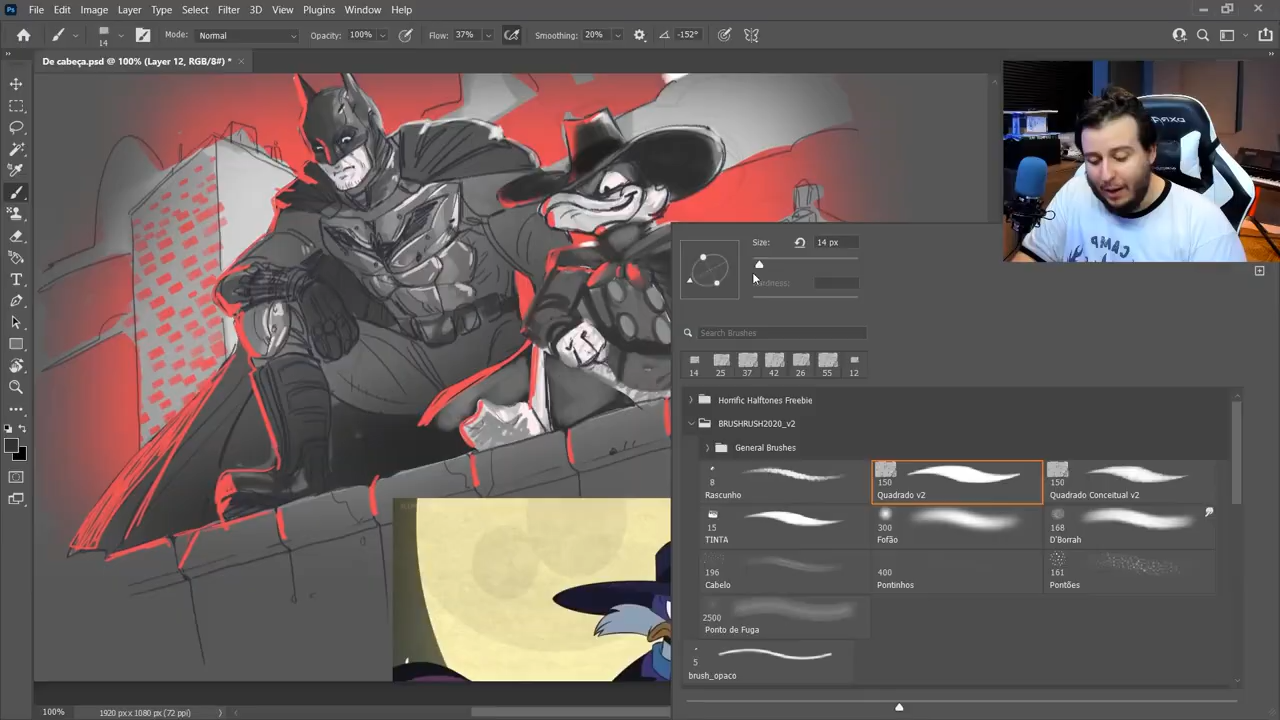 Ps File Edit Image Layer Type Select Filter 3D View Plugins Window Help
14 Mode: Normal Opacity: 100% Flow: 37% Smoothing: 20% -152°
De cabeça.psd @ 100% (Layer 12, RGB/8#) *
Size: 14 px
Search Brushes
14 25 37 42 26 55 12
Horrific Halftones Freebie
BRUSHRUSH2020_v2
General Brushes
8 Rascunho
150 Quadrado v2
150 Quadrado Conceitual v2
15 TINTA
300 Fofão
168 D'Borrah
196 Cabelo
400 Pontinhos
161 Pontões
2500 Ponto de Fuga
5 brush_opaco
100% 1920 px x 1080 px (72 ppi)